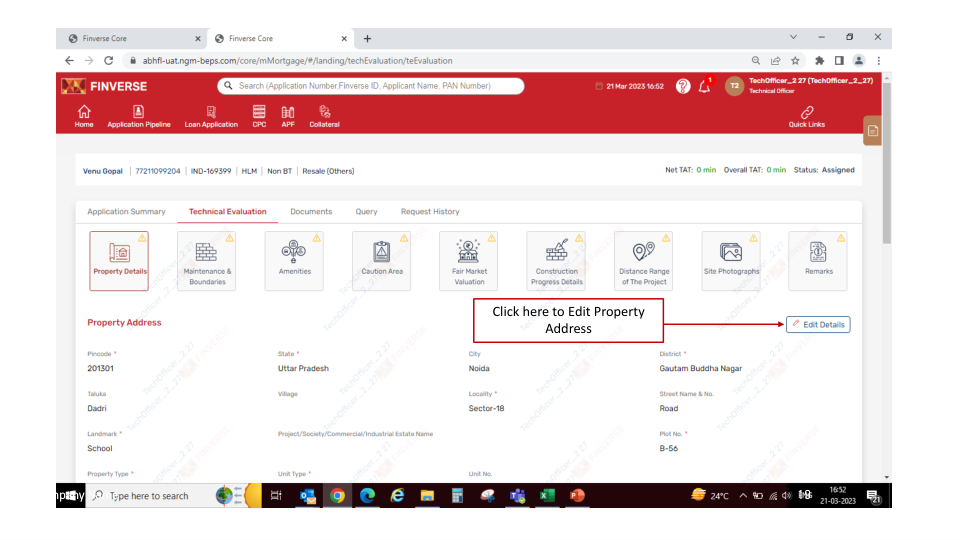 Finverse Core
Finverse Core
abhfl-uat.ngm-beps.com/core/mMortgage/#/landing/techEvaluation/teEvaluation
FINVERSE
Search (Application Number,Finverse ID, Applicant Name, PAN Number)
21 Mar 2023 16:52
1
T2
TechOfficer_2 27 (TechOfficer_2_27)
Technical Officer
Home Application Pipeline Loan Application CPC APF Collateral
Quick Links
Venu Gopal | 77211099204 | IND-169399 | HLM | Non BT | Resale (Others)
Net TAT: 0 min Overall TAT: 0 min Status: Assigned
Application Summary Technical Evaluation Documents Query Request History
Property Details
Maintenance & Boundaries
Amenities
Caution Area
Fair Market Valuation
Construction Progress Details
Distance Range of The Project
Site Photographs
Remarks
Click here to Edit Property
Address
Property Address
Edit Details
Pincode * State * City District *
201301 Uttar Pradesh Noida Gautam Buddha Nagar
Taluka Village Locality * Street Name & No.
Dadri Sector-18 Road
Landmark * Project/Society/Commercial/Industrial Estate Name Plot No. *
School B-56
Property Type * Unit Type * Unit No.
Type here to search
24°C
16:52
21-03-2023
21